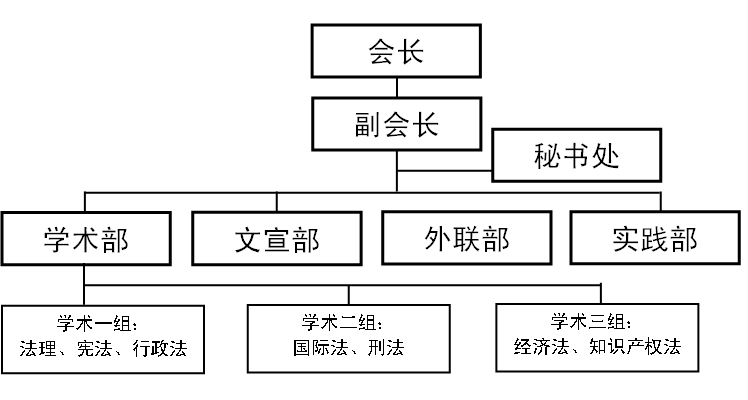 会长
副会长
秘书处
学术部
文宣部
外联部
实践部
学术一组：
法理、宪法、行政法
学术二组：
国际法、刑法
学术三组：
经济法、知识产权法